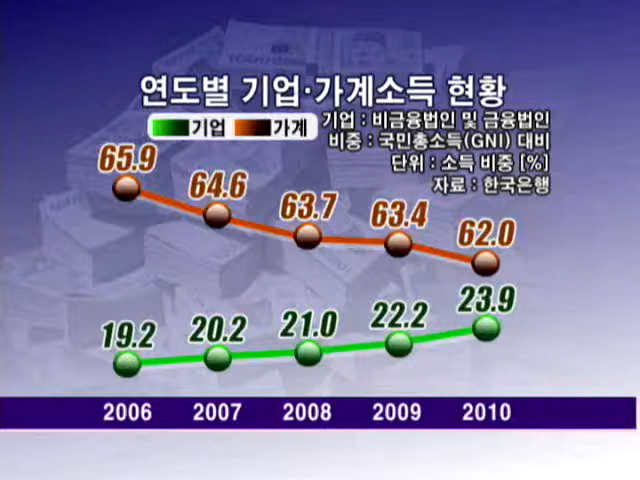 연도별 기업·가계소득 현황
기업 가계
기업 : 비금융법인 및 금융법인
비중 : 국민총소득(GNI) 대비
단위 : 소득 비중 [%]
자료 : 한국은행
65.9 64.6 63.7 63.4 62.0
19.2 20.2 21.0 22.2 23.9
2006 2007 2008 2009 2010